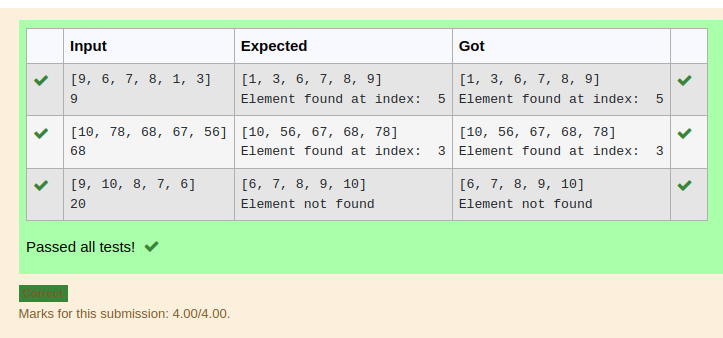 Input Expected Got
[9, 6, 7, 8, 1, 3] [1, 3, 6, 7, 8, 9] [1, 3, 6, 7, 8, 9]
9 Element found at index:  5 Element found at index:  5
[10, 78, 68, 67, 56] [10, 56, 67, 68, 78] [10, 56, 67, 68, 78]
68 Element found at index:  3 Element found at index:  3
[9, 10, 8, 7, 6] [6, 7, 8, 9, 10] [6, 7, 8, 9, 10]
20 Element not found Element not found
Passed all tests!
Correct
Marks for this submission: 4.00/4.00.